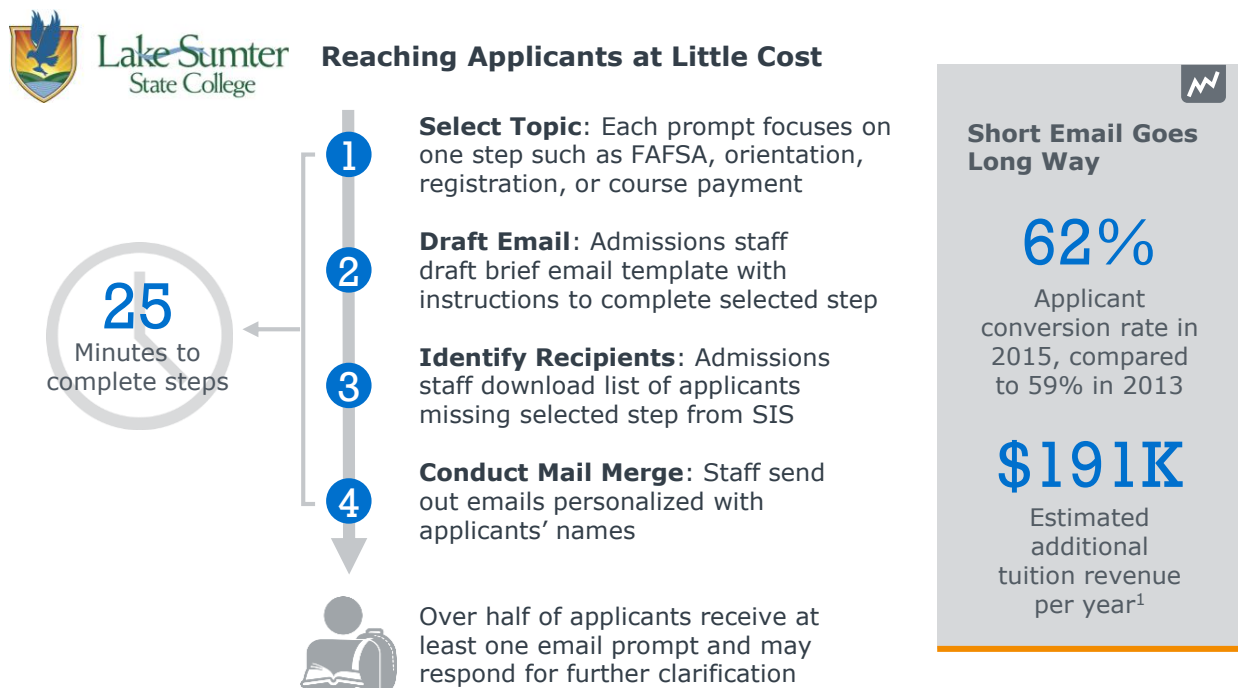 Lake-Sumter
State College
Reaching Applicants at Little Cost
1
Select Topic: Each prompt focuses on
one step such as FAFSA, orientation,
registration, or course payment
2
Draft Email: Admissions staff
draft brief email template with
instructions to complete selected step
3
Identify Recipients: Admissions
staff download list of applicants
missing selected step from SIS
4
Conduct Mail Merge: Staff send
out emails personalized with
applicants’ names
25
Minutes to
complete steps
Over half of applicants receive at
least one email prompt and may
respond for further clarification
Short Email Goes
Long Way
62%
Applicant
conversion rate in
2015, compared
to 59% in 2013
$191K
Estimated
additional
tuition revenue
per year¹